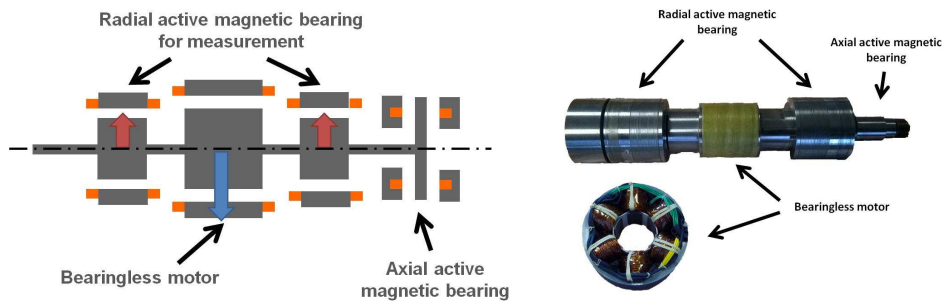 Radial active magnetic bearing
for measurement
Bearingless motor
Axial active
magnetic bearing
Radial active magnetic
bearing
Axial active magnetic
bearing
Bearingless motor